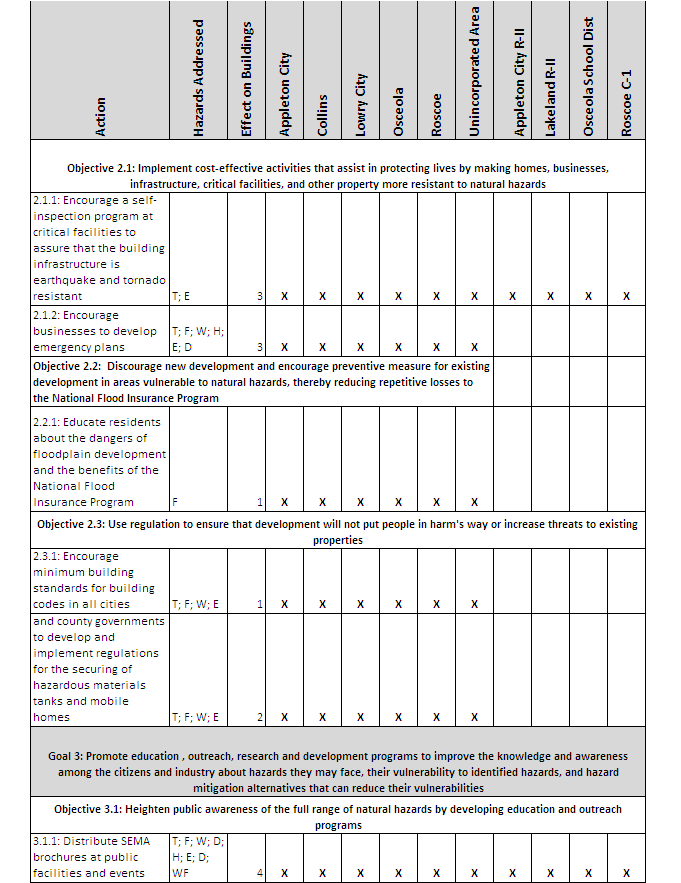 Action
Hazards Addressed
Effect on Buildings
Appleton City
Collins
Lowry City
Osceola
Roscoe
Unincorporated Area
Appleton City R-II
Lakeland R-II
Osceola School Dist
Roscoe C-1
Objective 2.1: Implement cost-effective activities that assist in protecting lives by making homes, businesses,
infrastructure, critical facilities, and other property more resistant to natural hazards
2.1.1: Encourage a self-
inspection program at
critical facilities to
assure that the building
infrastructure is
earthquake and tornado
resistant T; E 3 X X X X X X X X X X
2.1.2: Encourage
businesses to develop T; F; W; H;
emergency plans E; D 3 X X X X X X
Objective 2.2: Discourage new development and encourage preventive measure for existing
development in areas vulnerable to natural hazards, thereby reducing repetitive losses to
the National Flood Insurance Program
2.2.1: Educate residents
about the dangers of
floodplain development
and the benefits of the
National Flood
Insurance Program F 1 X X X X X X
Objective 2.3: Use regulation to ensure that development will not put people in harm's way or increase threats to existing
properties
2.3.1: Encourage
minimum building
standards for building
codes in all cities T; F; W; E 1 X X X X X X
and county governments
to develop and
implement regulations
for the securing of
hazardous materials
tanks and mobile
homes T; F; W; E 2 X X X X X X
Goal 3: Promote education , outreach, research and development programs to improve the knowledge and awareness
among the citizens and industry about hazards they may face, their vulnerability to identified hazards, and hazard
mitigation alternatives that can reduce their vulnerabilities
Objective 3.1: Heighten public awareness of the full range of natural hazards by developing education and outreach
programs
3.1.1: Distribute SEMA T; F; W; D;
brochures at public H; E; D;
facilities and events WF 4 X X X X X X X X X X